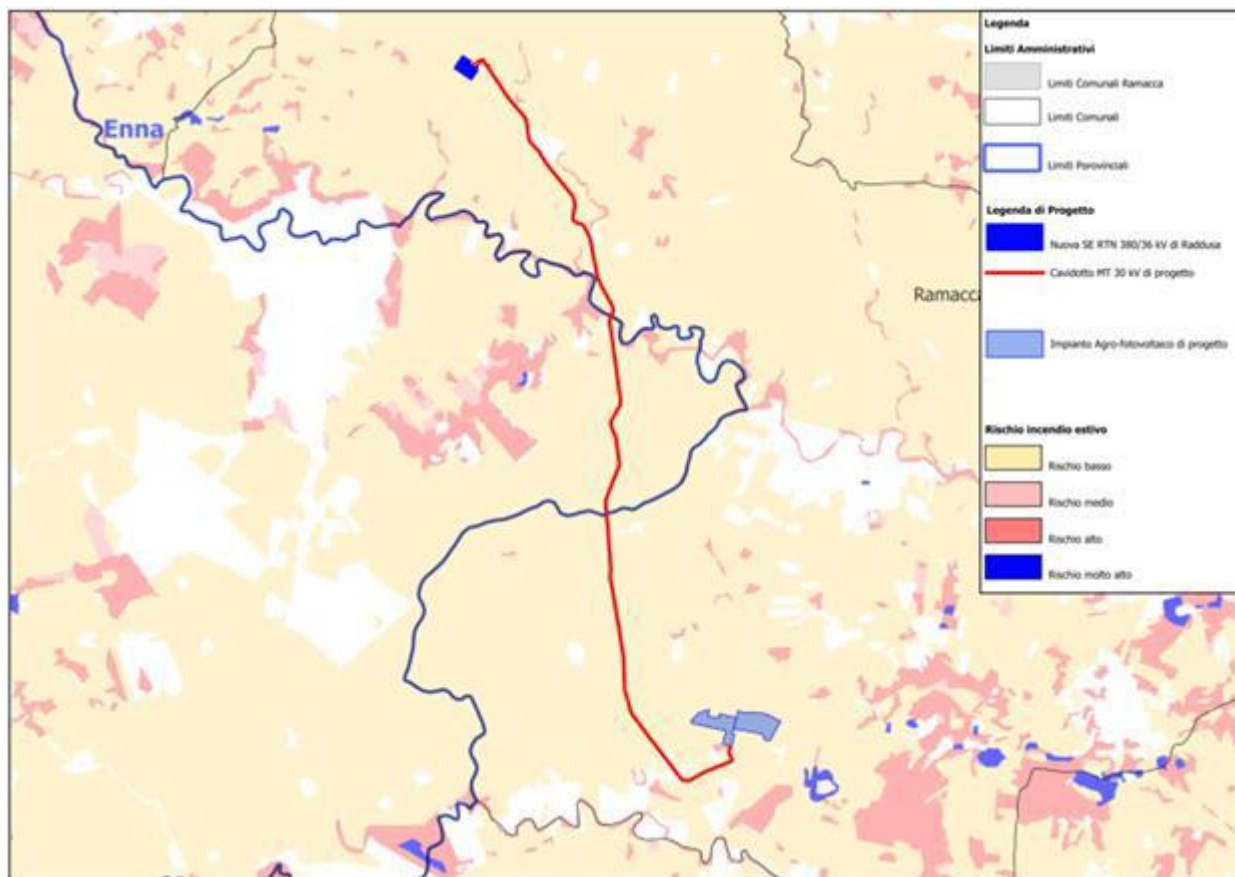 Enna
Ramacca
Legenda
Limiti Amministrativi
Limiti Comunali Ramacca
Limiti Comunali
Limiti Porovinciali
Legenda di Progetto
Nuova SE RTN 380/36 kV di Raddusa
Cavidotto MT 30 kV di progetto
Impianto Agro-fotovoltaico di progetto
Rischio incendio estivo
Rischio basso
Rischio medio
Rischio alto
Rischio molto alto